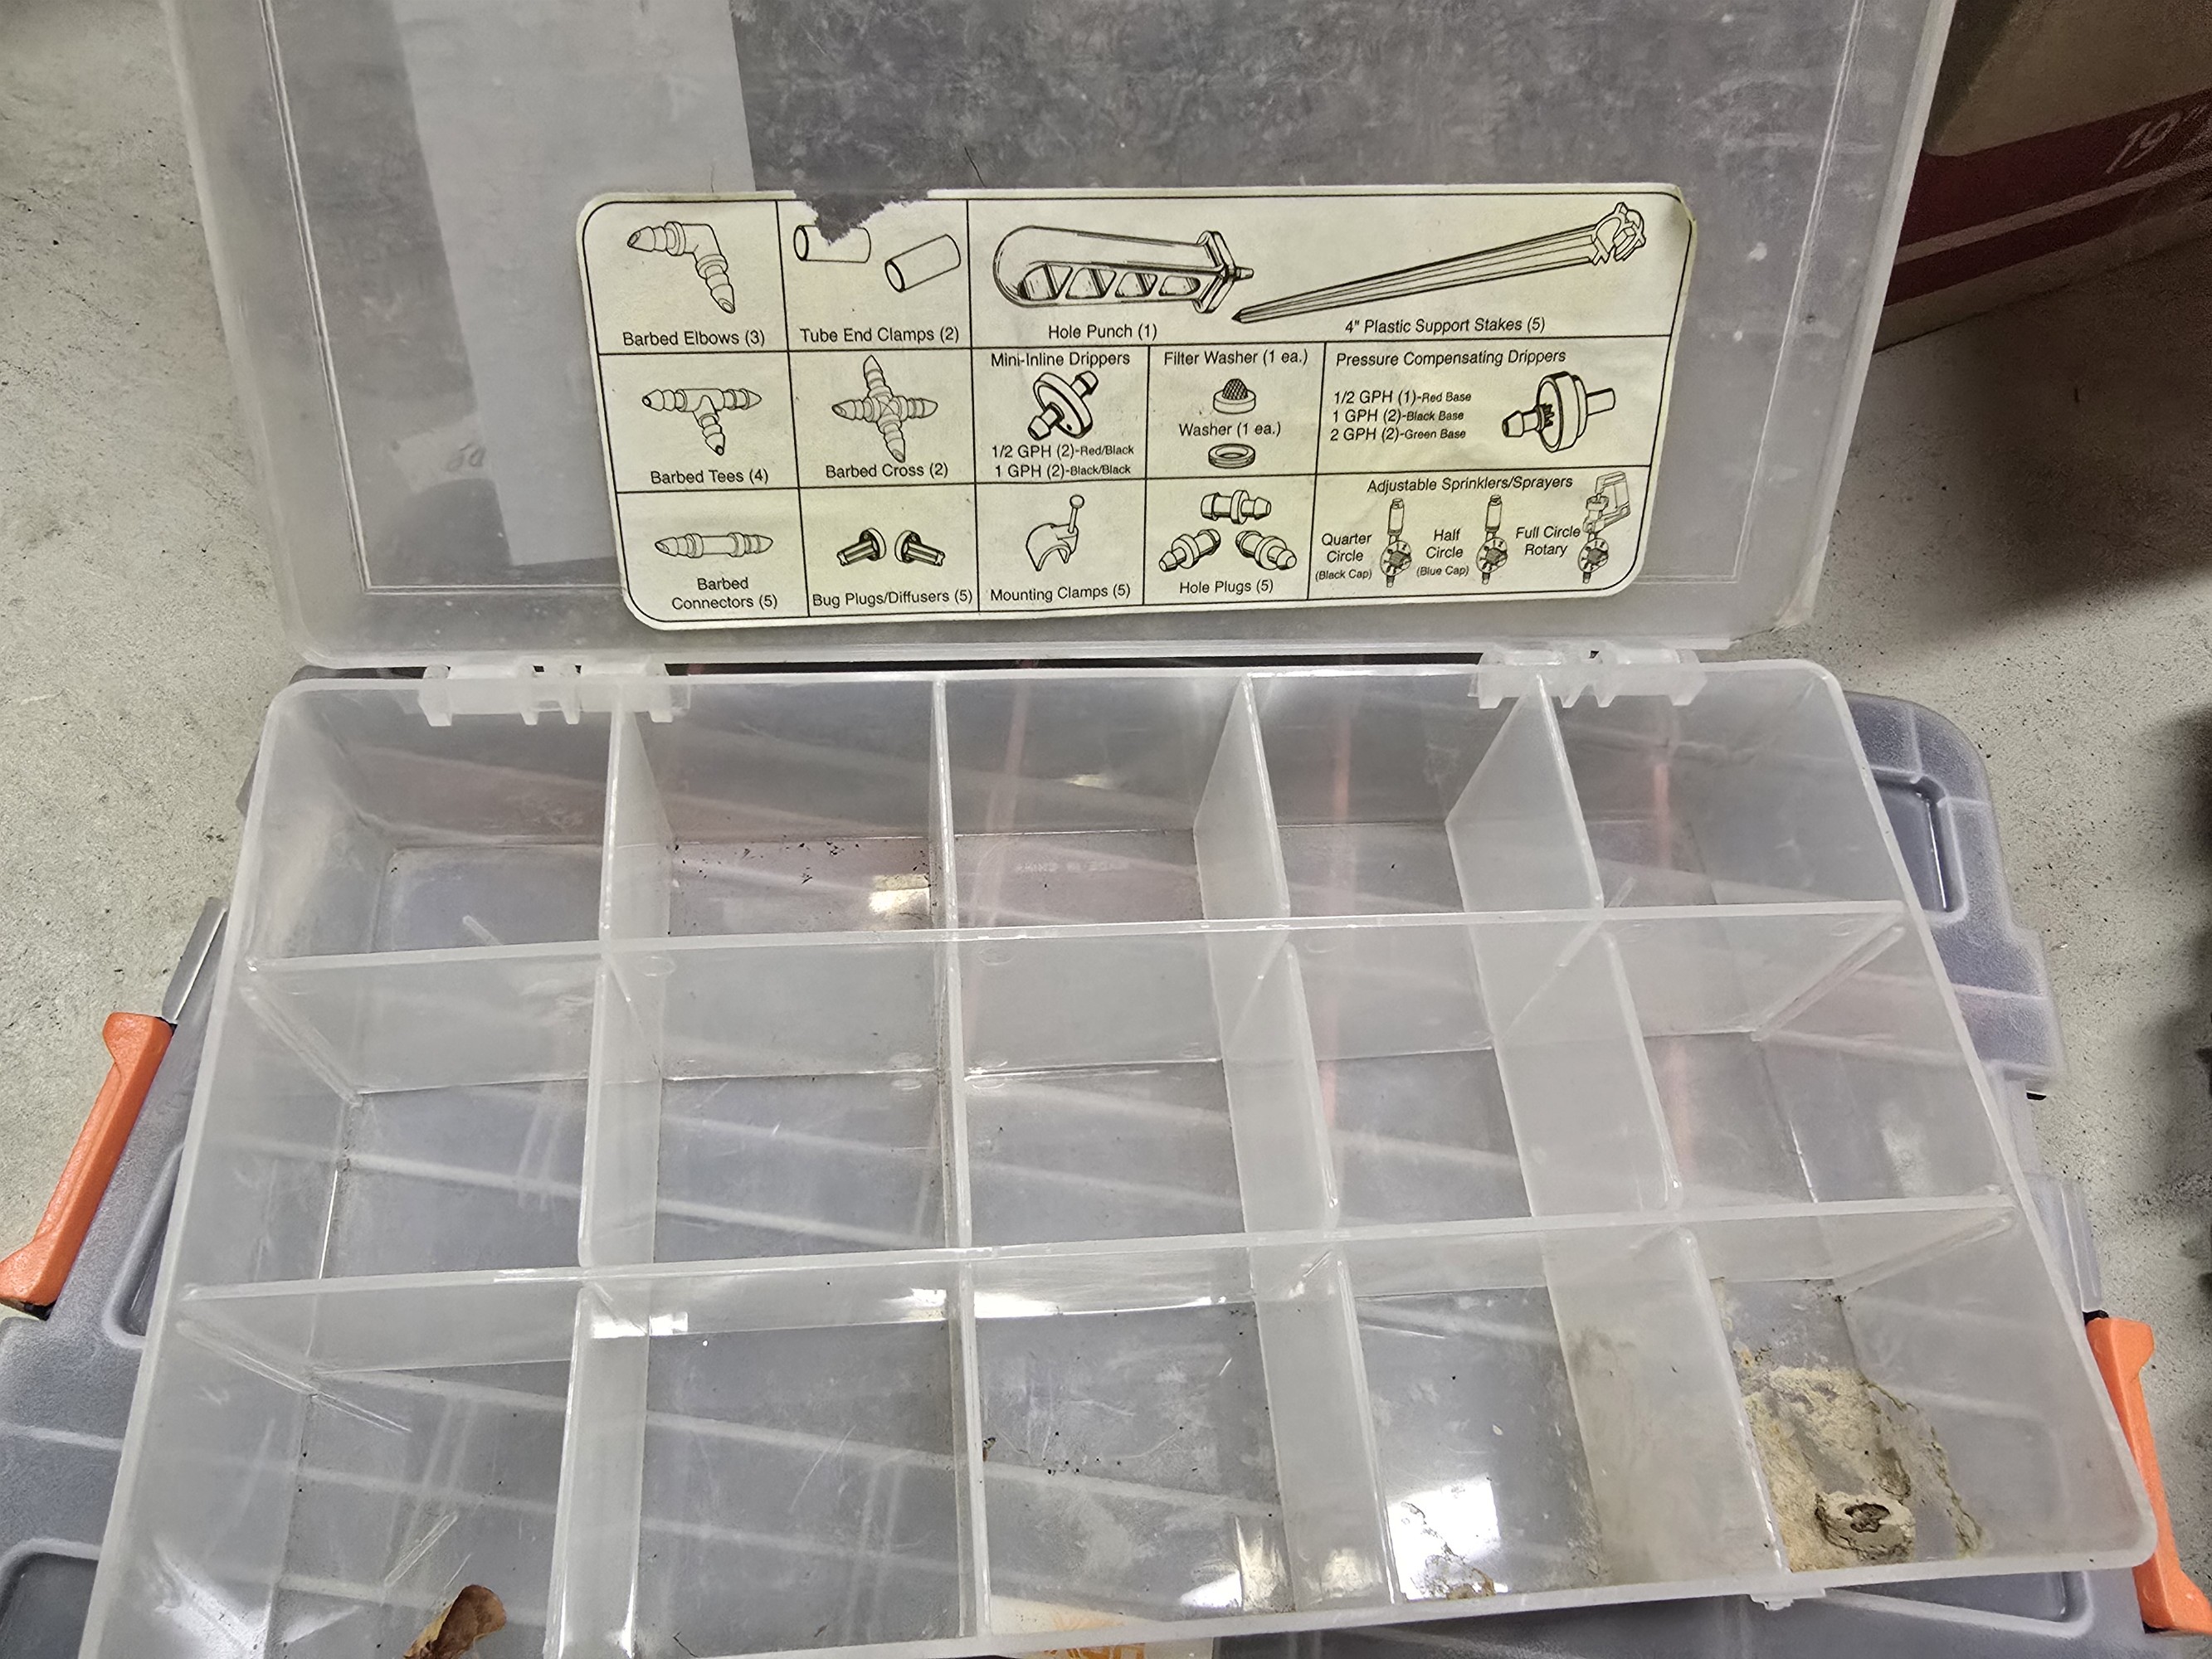 Barbed Elbows (3)
Tube End Clamps (2)
Hole Punch (1)
4" Plastic Support Stakes (5)
Barbed Tees (4)
Barbed Cross (2)
Mini-Inline Drippers
1/2 GPH (2)-Red/Black
1 GPH (2)-Black/Black
Filter Washer (1 ea.)
Washer (1 ea.)
Pressure Compensating Drippers
1/2 GPH (1)-Red Base
1 GPH (2)-Black Base
2 GPH (2)-Green Base
Barbed
Connectors (5)
Bug Plugs/Diffusers (5)
Mounting Clamps (5)
Hole Plugs (5)
Adjustable Sprinklers/Sprayers
Quarter
Circle
(Black Cap)
Half
Circle
(Blue Cap)
Full Circle
Rotary